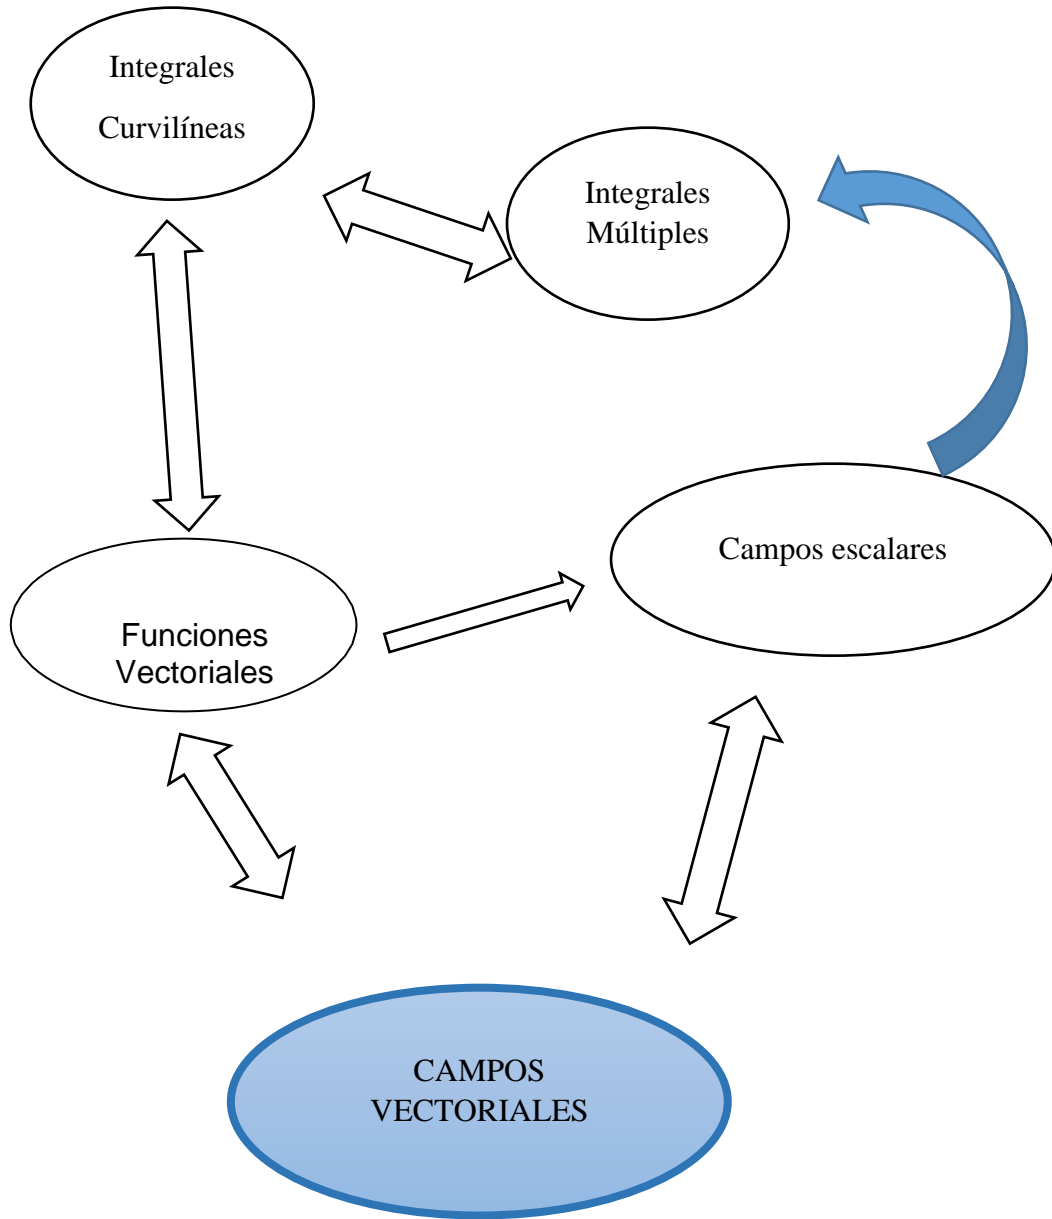 Integrales
Curvilíneas
Integrales
Múltiples
Campos escalares
Funciones
Vectoriales
CAMPOS
VECTORIALES